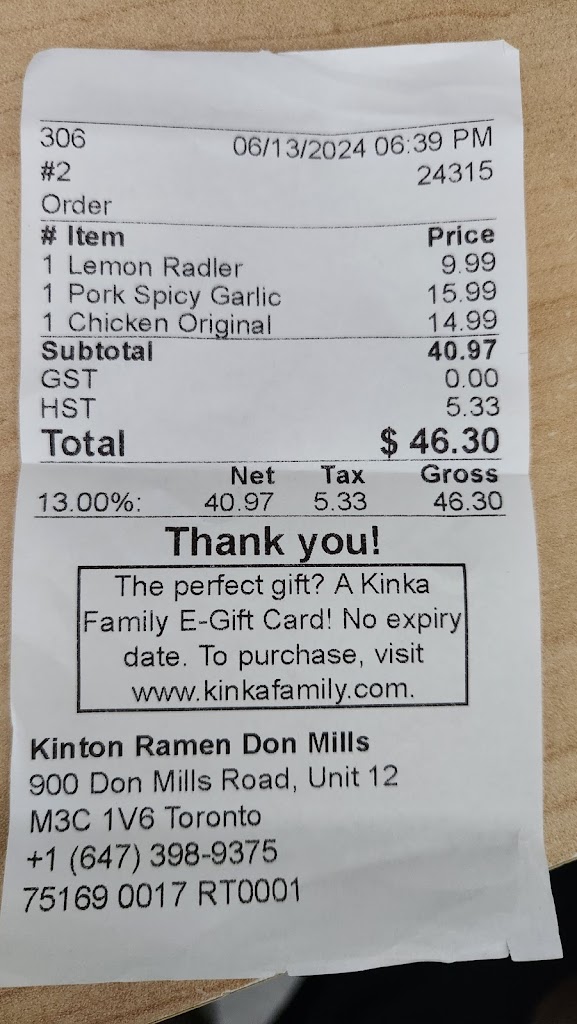 306 06/13/2024 06:39 PM
#2 24315
Order
# Item Price
1 Lemon Radler 9.99
1 Pork Spicy Garlic 15.99
1 Chicken Original 14.99
Subtotal 40.97
GST 0.00
HST 5.33
Total $ 46.30
Net Tax Gross
13.00%: 40.97 5.33 46.30
Thank you!
The perfect gift? A Kinka
Family E-Gift Card! No expiry
date. To purchase, visit
www.kinkafamily.com.
Kinton Ramen Don Mills
900 Don Mills Road, Unit 12
M3C 1V6 Toronto
+1 (647) 398-9375
75169 0017 RT0001